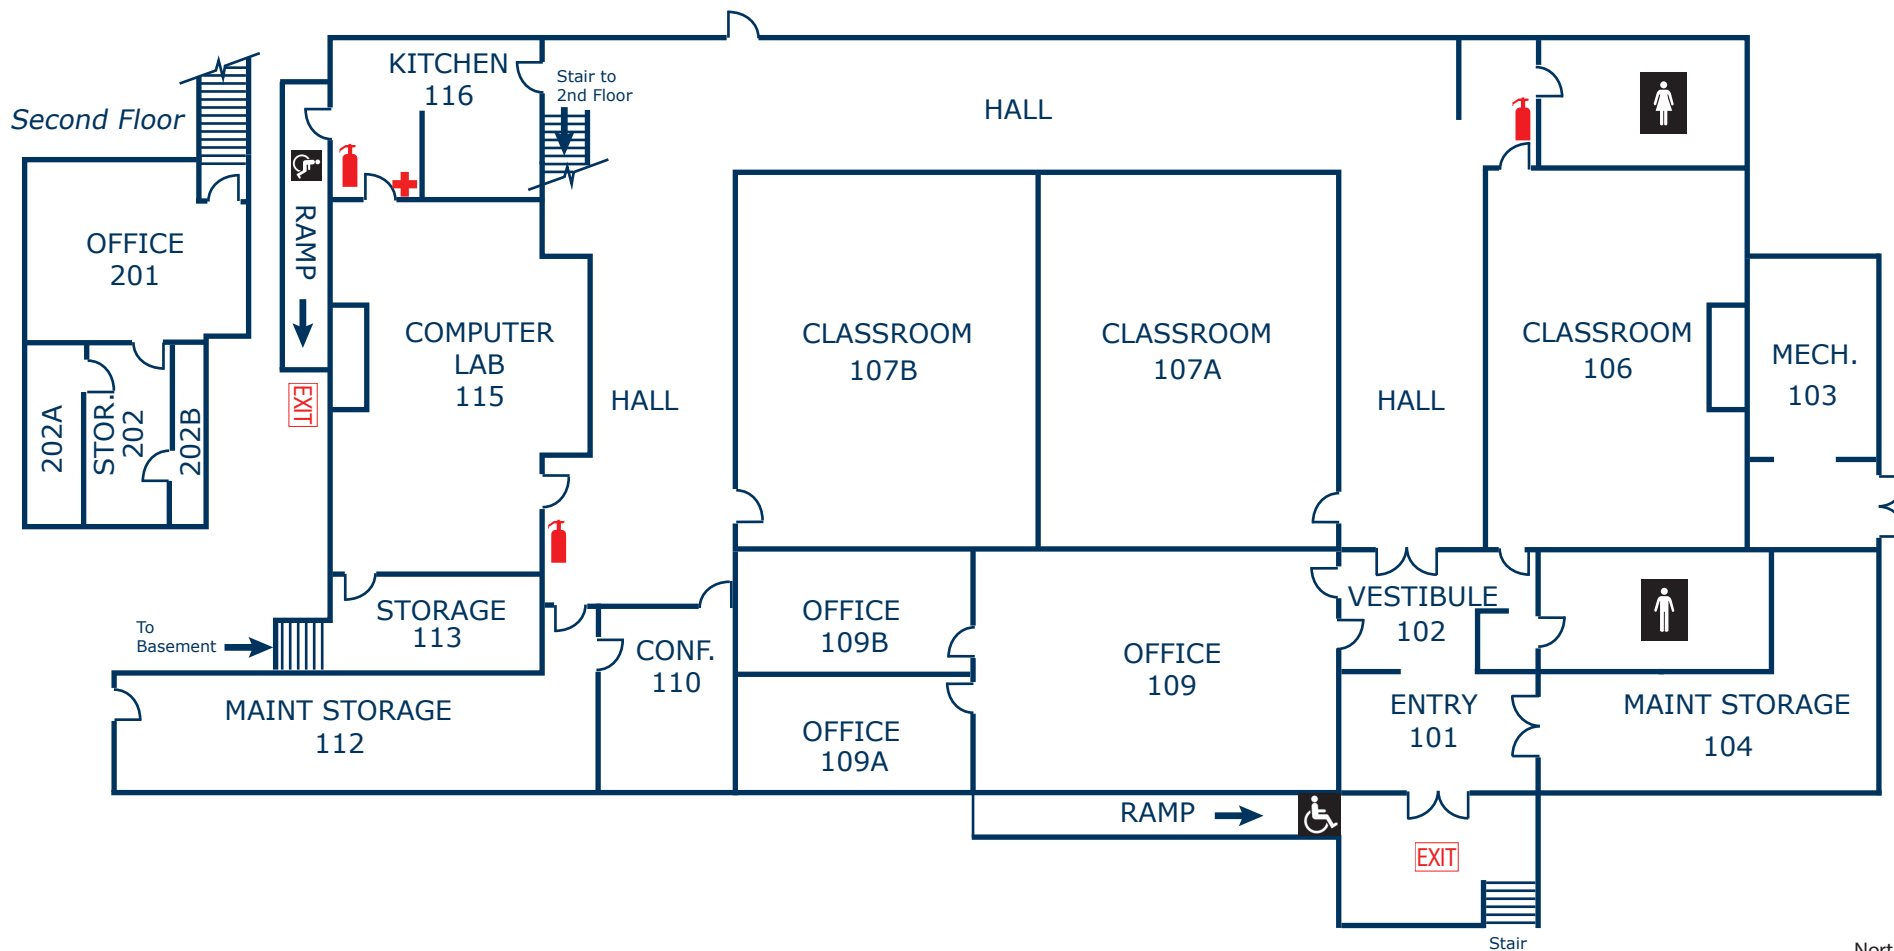 KITCHEN
116
Stair to
2nd Floor
HALL
Second Floor
OFFICE
201
RAMP
COMPUTER
LAB
115
EXIT
202A
STOR.
202
202B
HALL
CLASSROOM
107B
CLASSROOM
107A
HALL
CLASSROOM
106
MECH.
103
To
Basement
STORAGE
113
CONF.
110
OFFICE
109B
OFFICE
109
VESTIBULE
102
MAINT STORAGE
112
OFFICE
109A
ENTRY
101
MAINT STORAGE
104
RAMP
EXIT
Stair
Nort